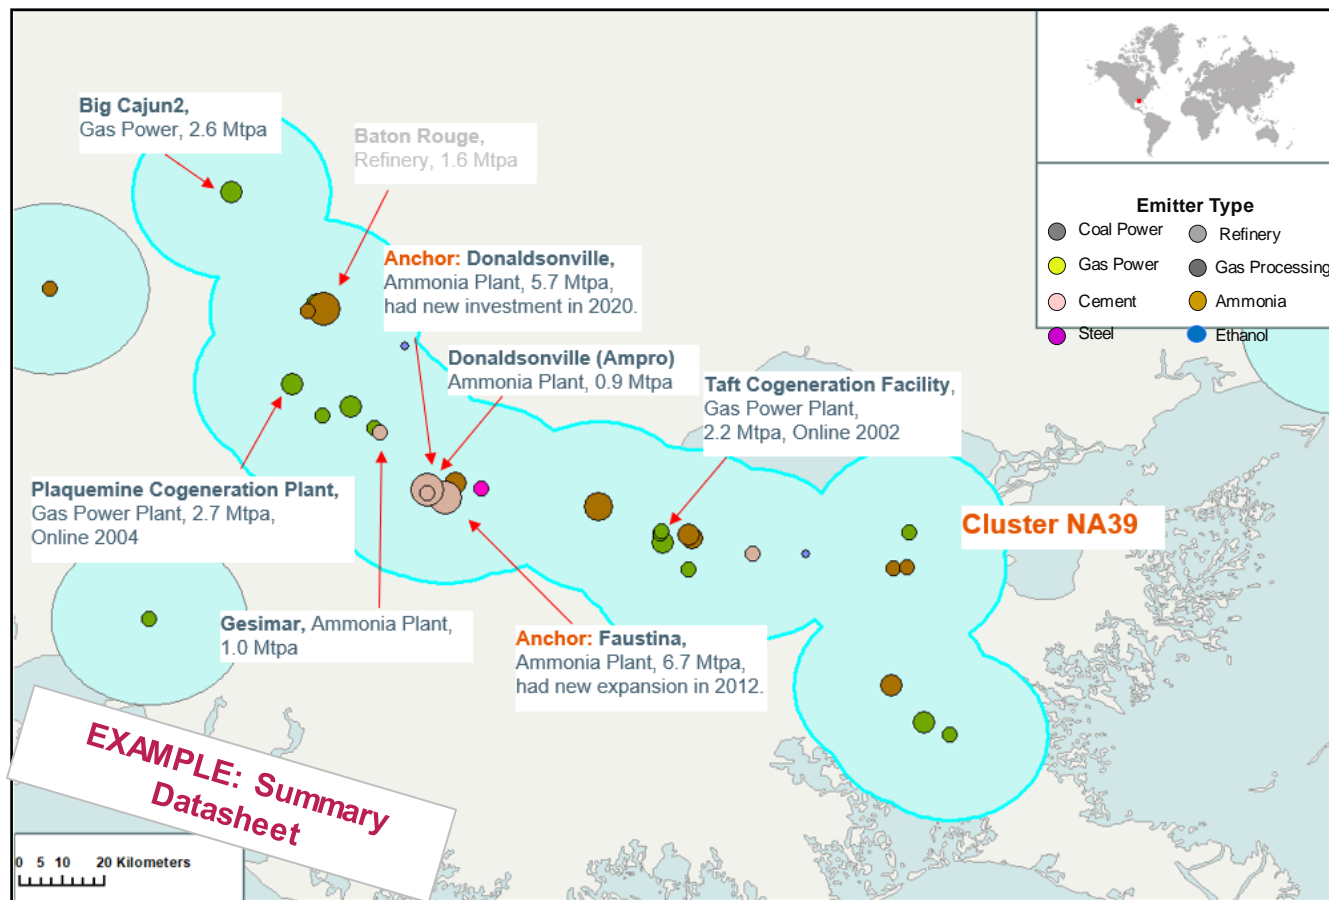 Big Cajun2,
Gas Power, 2.6 Mtpa
Baton Rouge,
Refinery, 1.6 Mtpa
Anchor: Donaldsonville,
Ammonia Plant, 5.7 Mtpa,
had new investment in 2020.
Donaldsonville (Ampro)
Ammonia Plant, 0.9 Mtpa
Taft Cogeneration Facility,
Gas Power Plant,
2.2 Mtpa, Online 2002
Plaquemine Cogeneration Plant,
Gas Power Plant, 2.7 Mtpa,
Online 2004
Cluster NA39
Gesimar, Ammonia Plant,
1.0 Mtpa
Anchor: Faustina,
Ammonia Plant, 6.7 Mtpa,
had new expansion in 2012.
EXAMPLE: Summary
Datasheet
0 5 10 20 Kilometers
Emitter Type
Coal Power
Refinery
Gas Power
Gas Processing
Cement
Ammonia
Steel
Ethanol